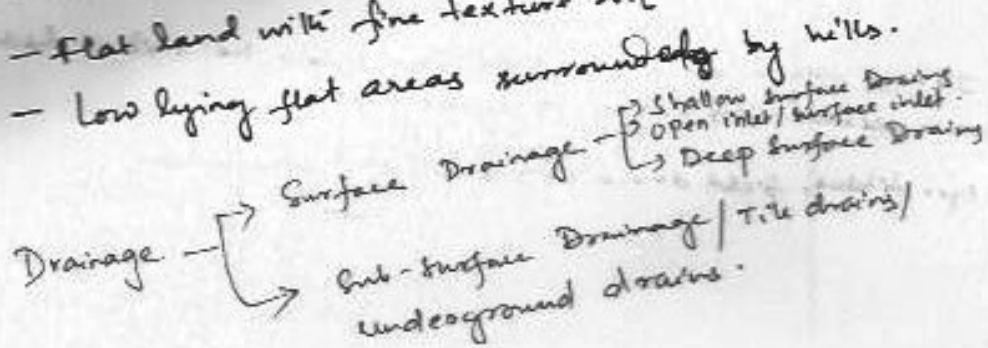 - Flat land with fine texture
- Low lying flat areas surrounded by hills.
Drainage → Surface Drainage → Shallow Surface Drains
→ Open inlet/surface inlet.
→ Deep Surface Drains
→ Sub-Surface Drainage/Tile drains/
underground drains.